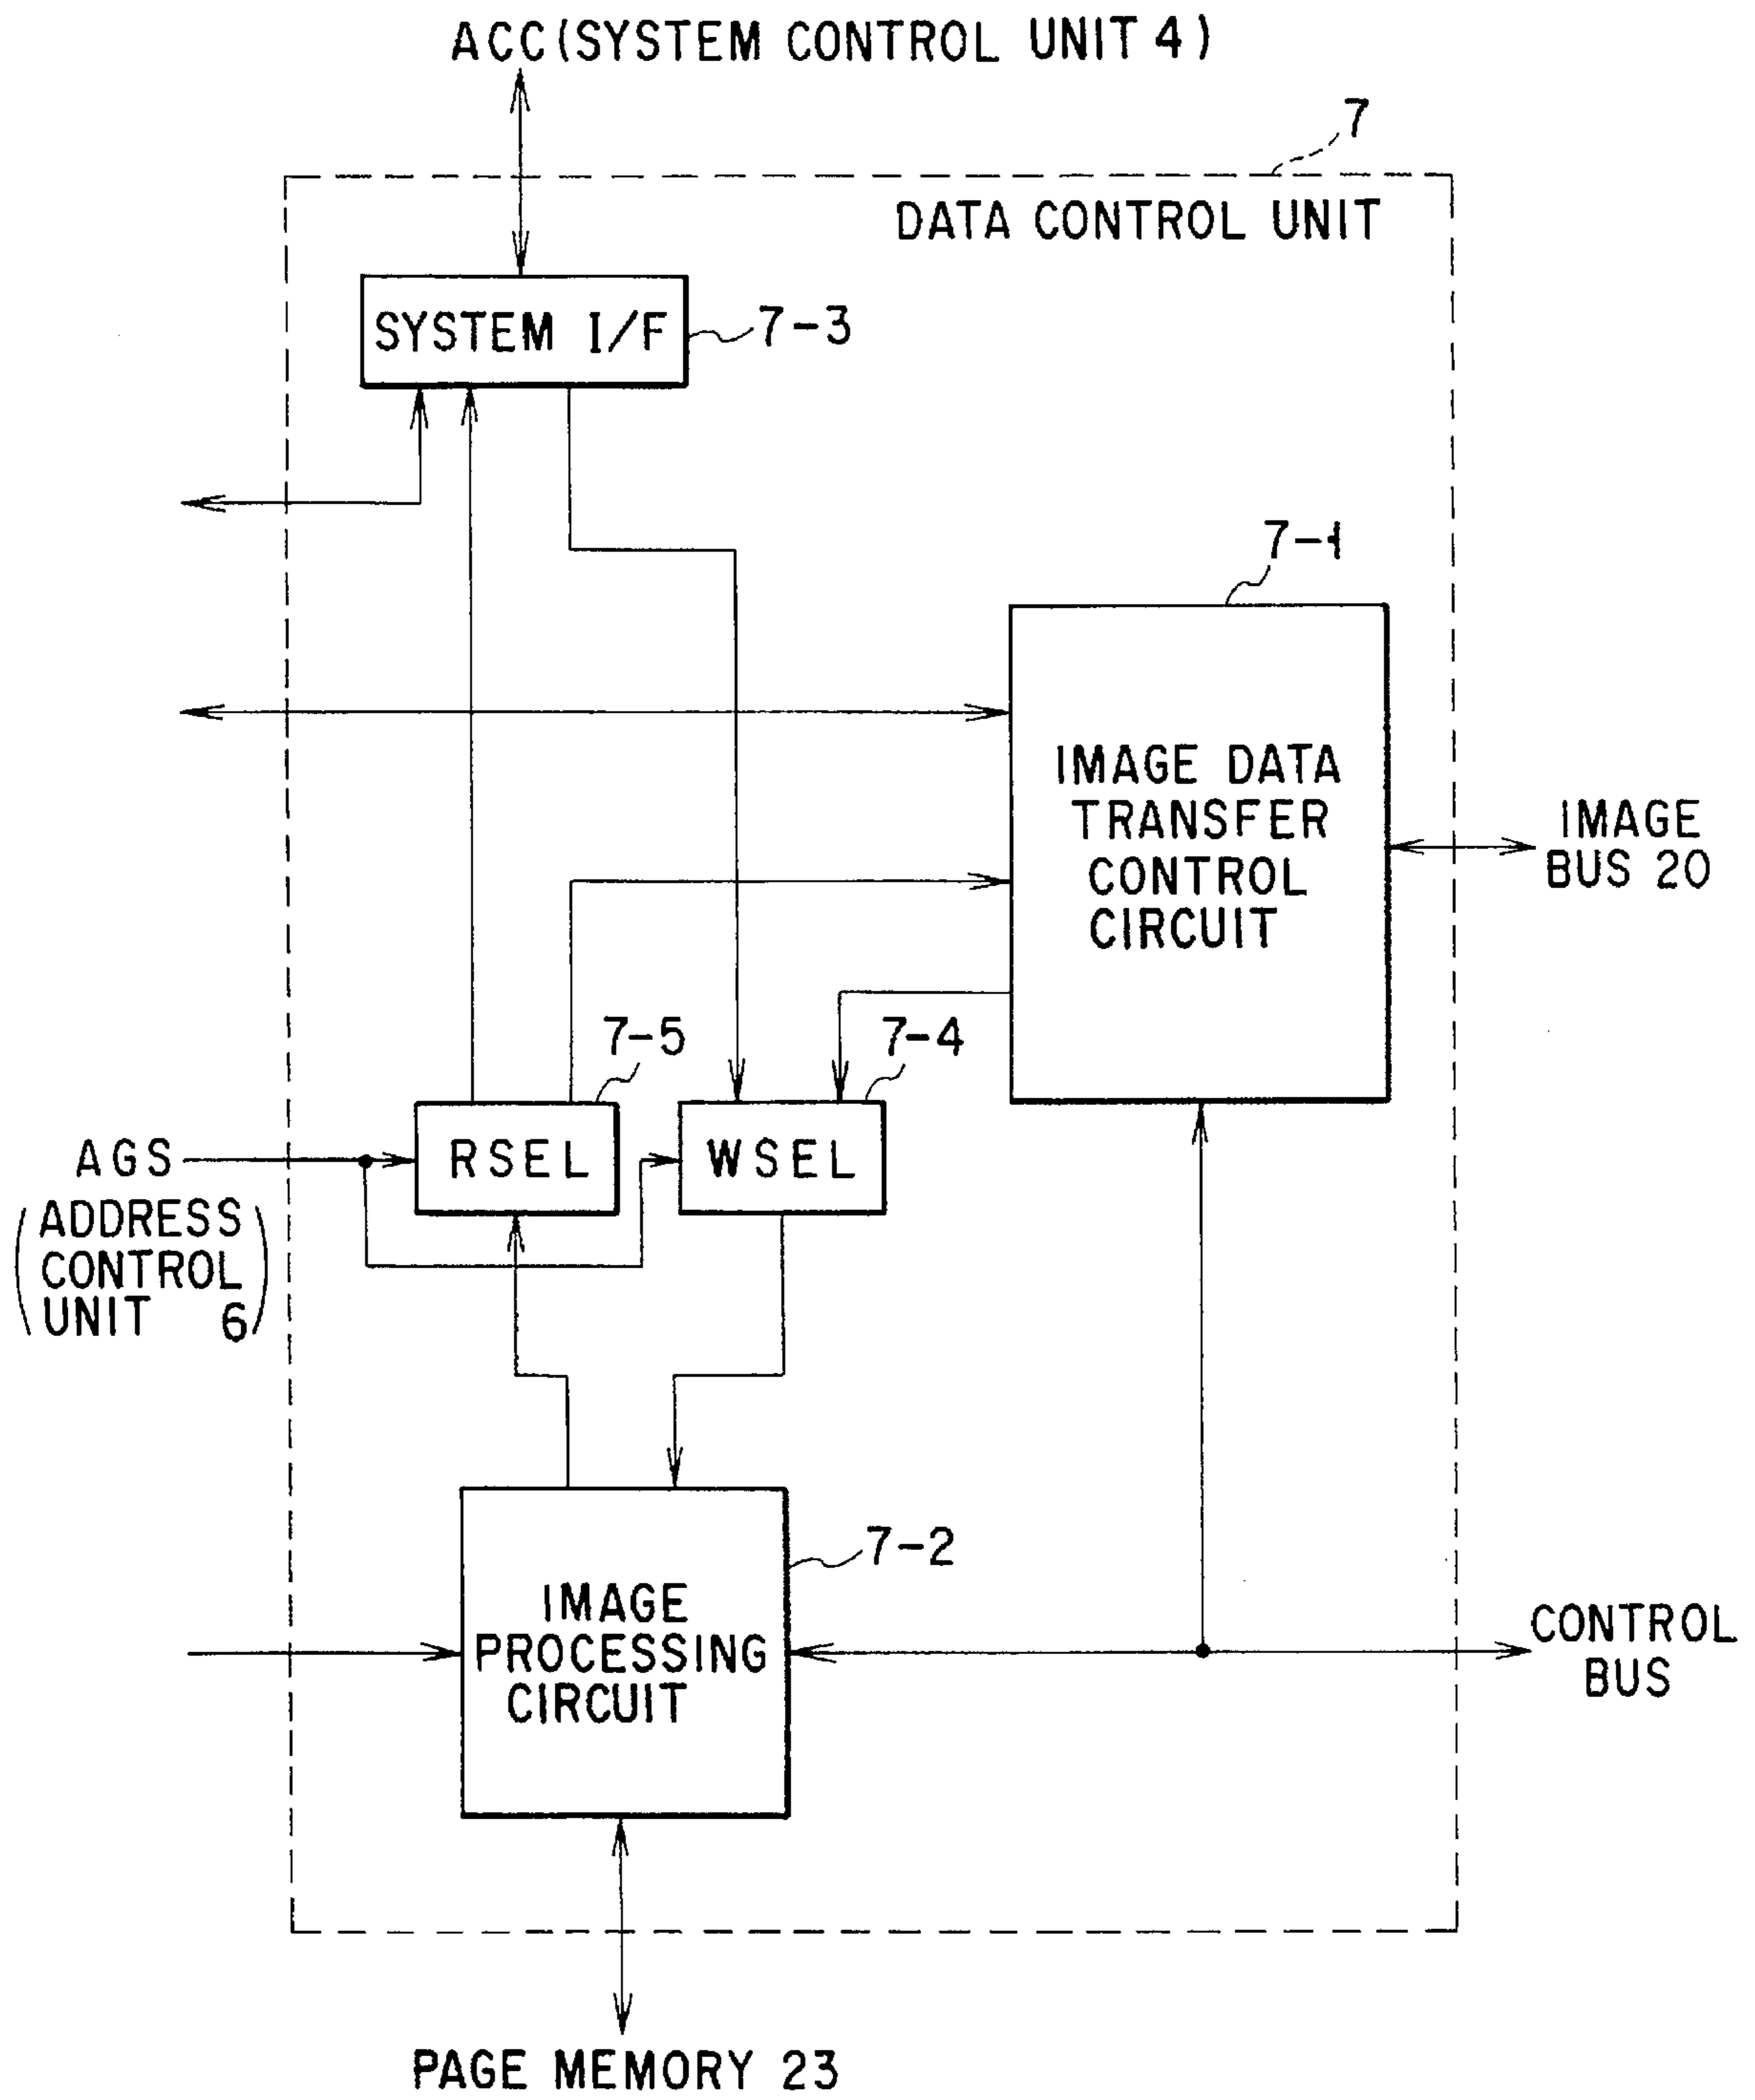 ACC(SYSTEM CONTROL UNIT 4)
7
DATA CONTROL UNIT
SYSTEM I/F
7-3
7-1
IMAGE DATA
TRANSFER
CONTROL
CIRCUIT
IMAGE
BUS 20
7-5
7-4
AGS
(ADDRESS
CONTROL
UNIT 6)
RSEL
WSEL
7-2
IMAGE
PROCESSING
CIRCUIT
CONTROL
BUS
PAGE MEMORY 23